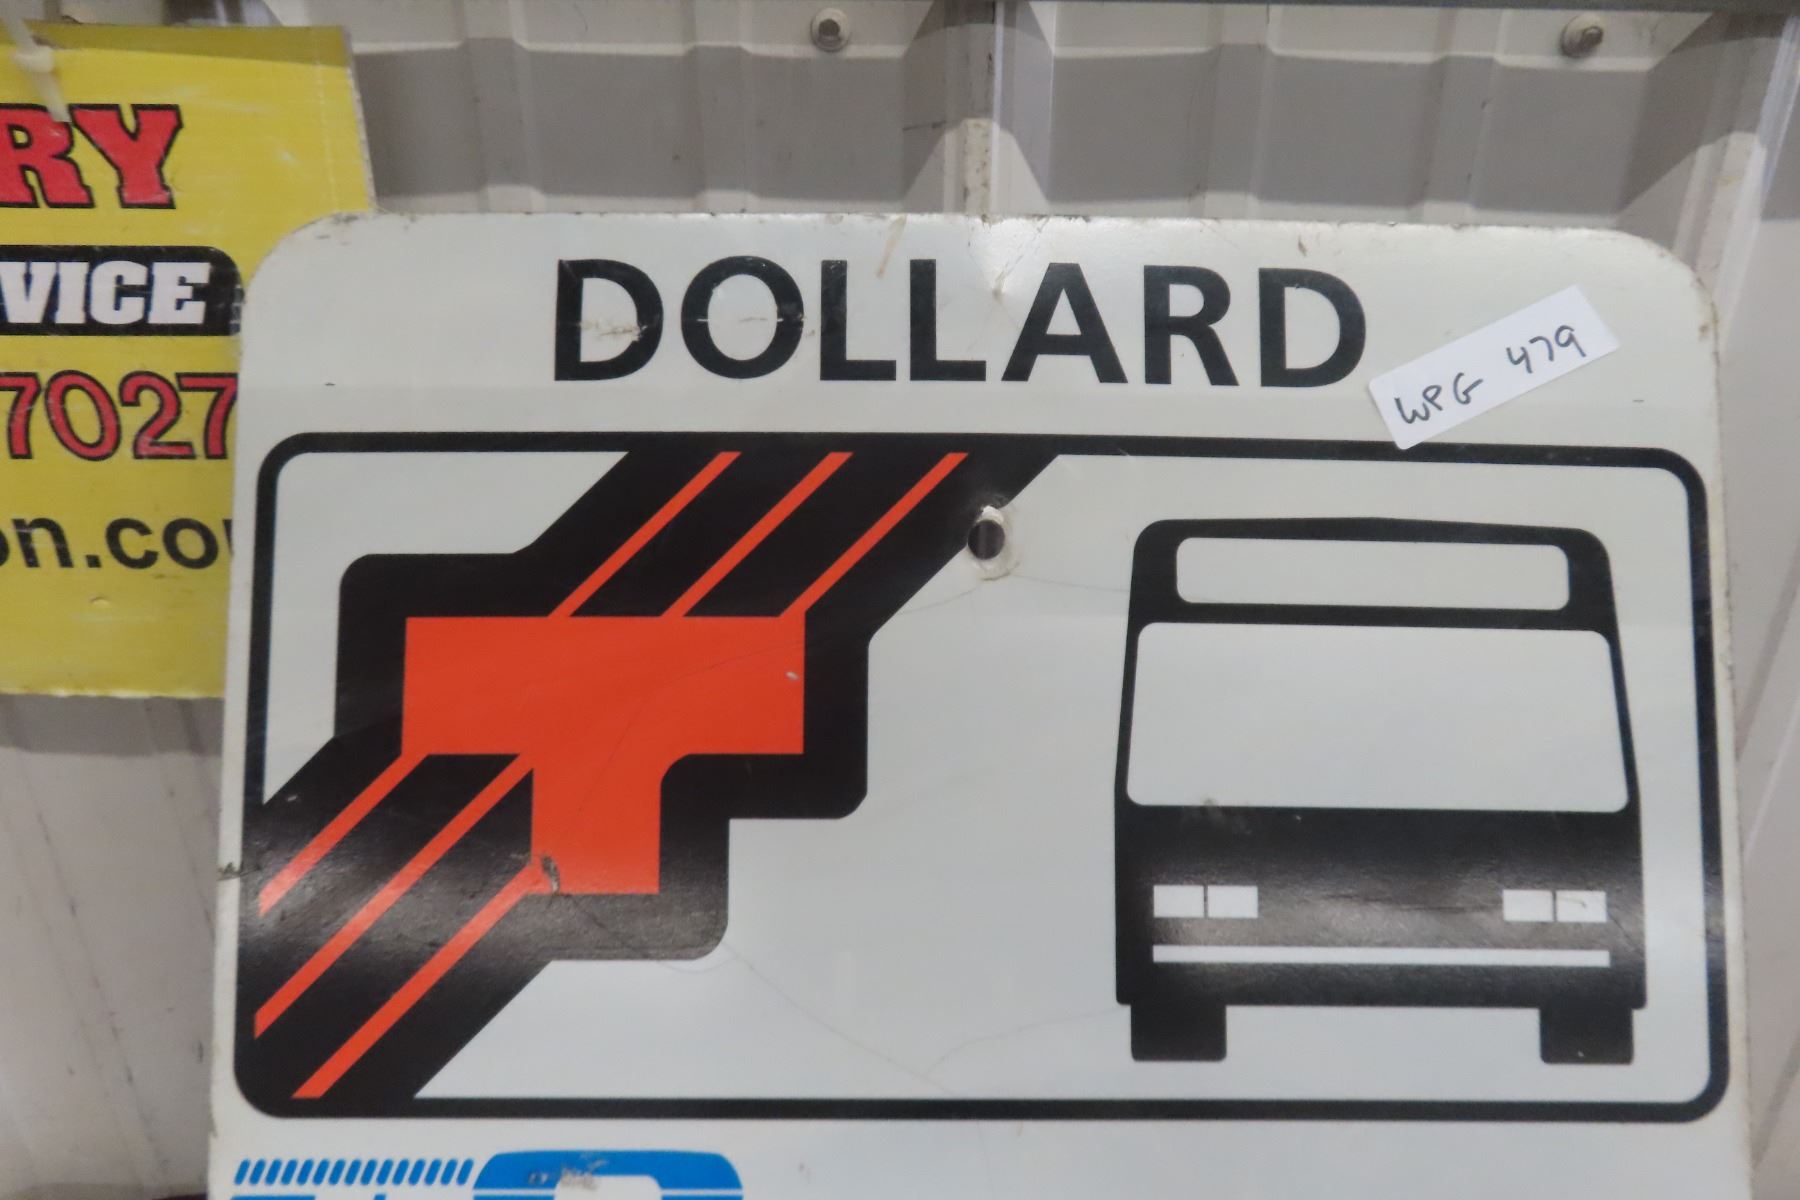 RY
VICE
7027
on.co
DOLLARD
WPG 479